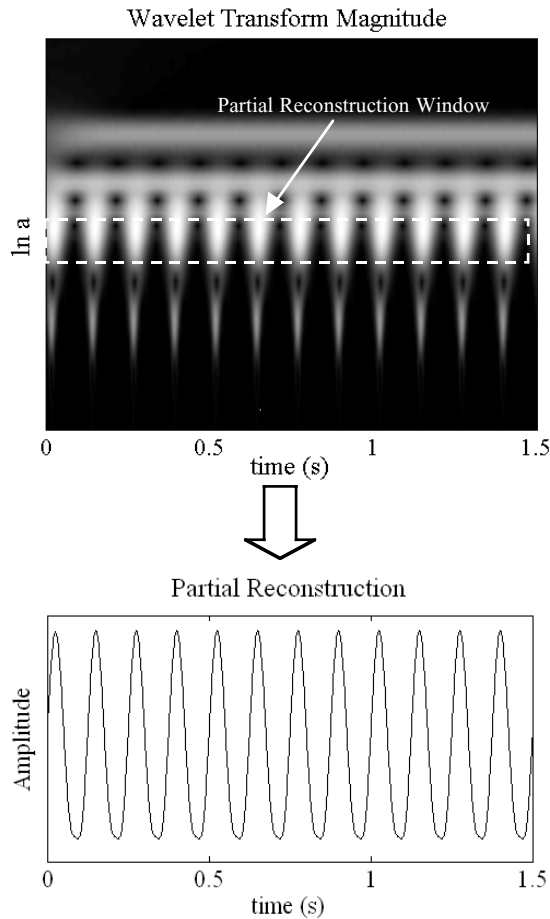 Wavelet Transform Magnitude
Partial Reconstruction Window
ln a
0 0.5 1 1.5
time (s)
Partial Reconstruction
Amplitude
0 0.5 1 1.5
time (s)